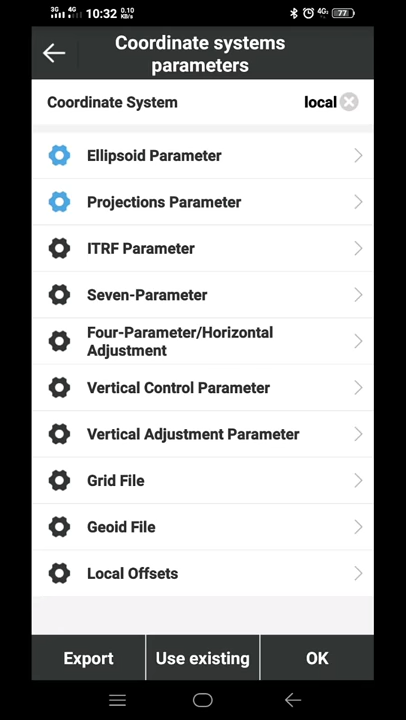 3G 4G 10:32 0.10 KB/s 4G 77
Coordinate systems
parameters
Coordinate System local
Ellipsoid Parameter
Projections Parameter
ITRF Parameter
Seven-Parameter
Four-Parameter/Horizontal
Adjustment
Vertical Control Parameter
Vertical Adjustment Parameter
Grid File
Geoid File
Local Offsets
Export Use existing OK